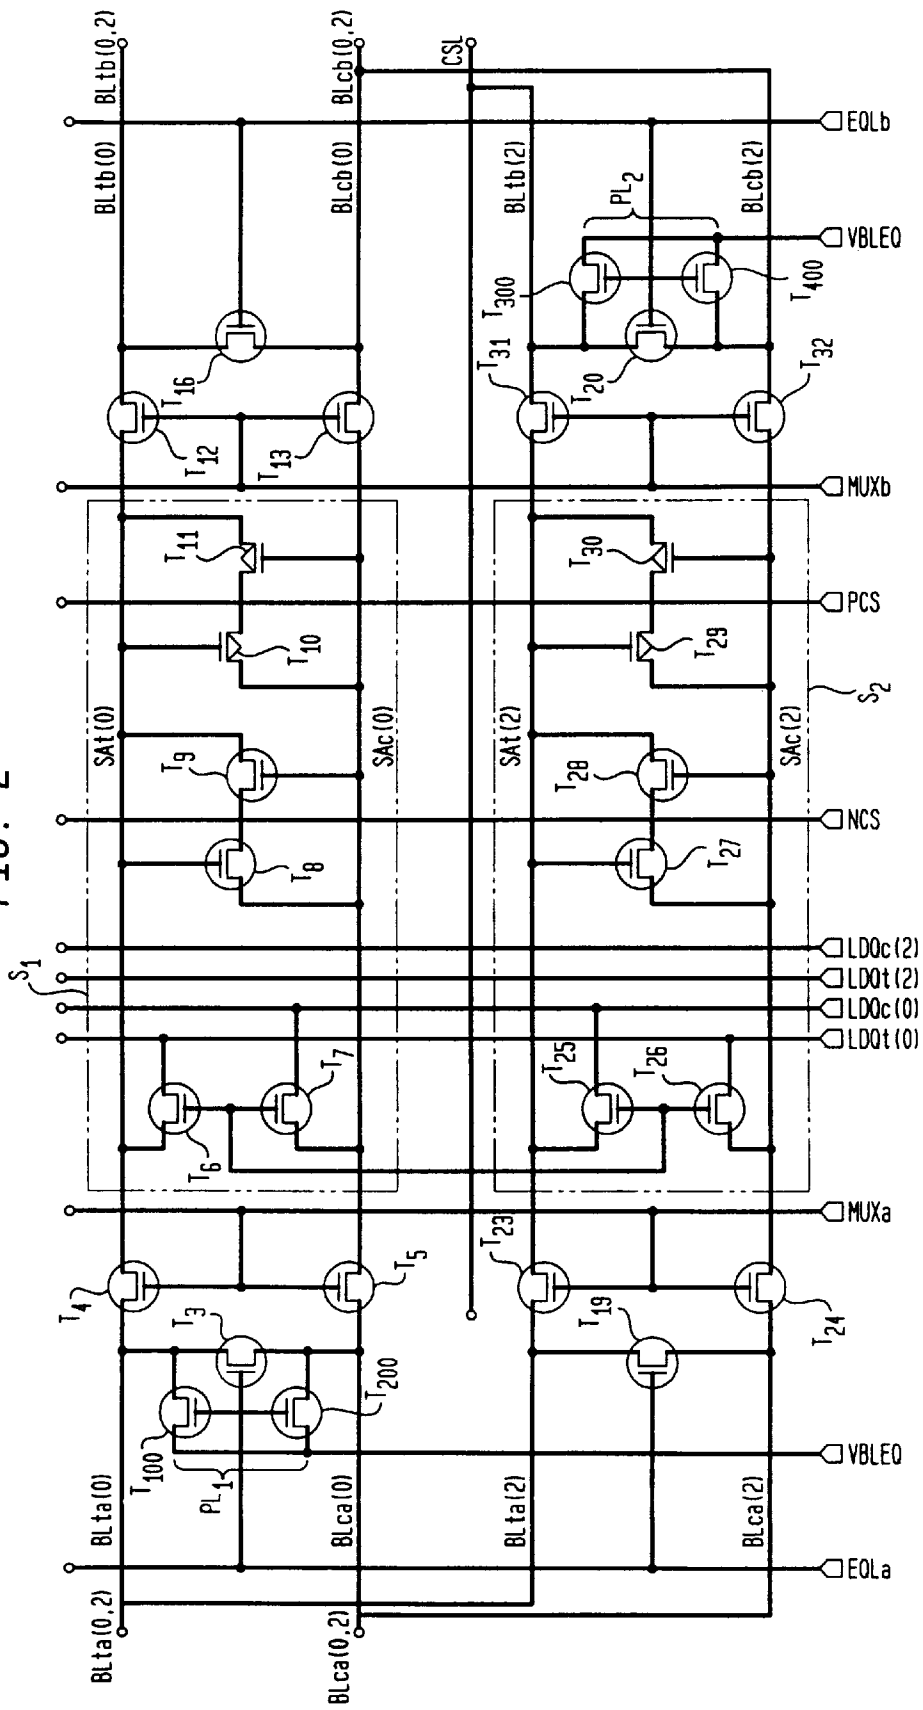 FIG. 2
BLta(0,2)
BLta(0)
T100
PL1
T4
T3
T200
T5
BLca(0)
BLca(0,2)
S1
T6
T7
SAt(0)
T8
T9
T10
T11
SAc(0)
T12
T13
T16
BLtb(0)
BLtb(0,2)
BLcb(0)
BLcb(0,2)
CSL
BLta(2)
BLca(2)
T19
T23
T24
T25
T26
SAt(2)
T27
T28
T29
T30
SAc(2)
S2
T31
T32
T20
T300
T400
PL2
BLtb(2)
BLcb(2)
EQLa
VBLEQ
MUXa
LDQt(0)
LDQc(0)
LDQt(2)
LDQc(2)
NCS
PCS
MUXb
VBLEQ
EQLb